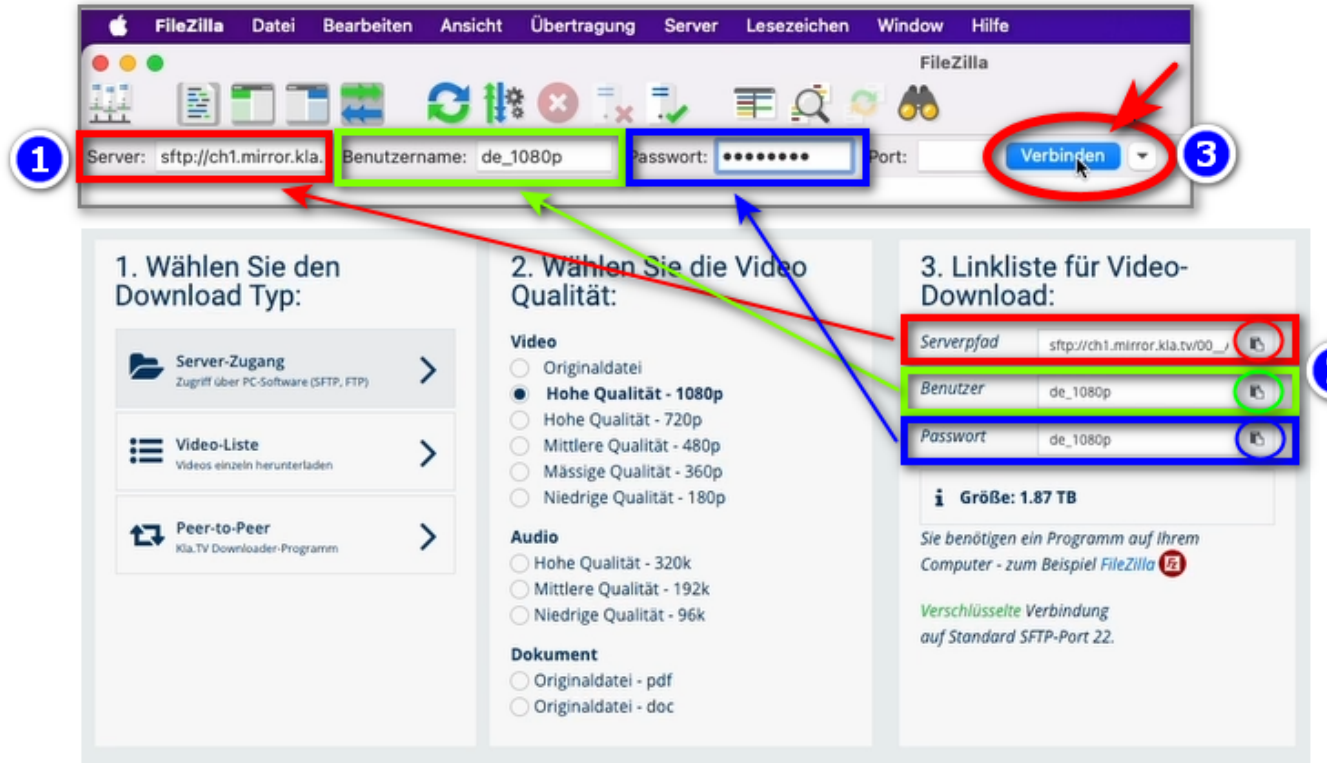 FileZilla Datei Bearbeiten Ansicht Übertragung Server Lesezeichen Window Hilfe
FileZilla
1
Server: sftp://ch1.mirror.kla. Benutzername: de_1080p Passwort: •••••••• Port: Verbinden
3
1. Wählen Sie den
Download Typ:
Server-Zugang
Zugriff über PC-Software (SFTP, FTP)
Video-Liste
Videos einzeln herunterladen
Peer-to-Peer
Kla.TV Downloader-Programm
2. Wählen Sie die Video
Qualität:
Video
Originaldatei
Hohe Qualität - 1080p
Hohe Qualität - 720p
Mittlere Qualität - 480p
Mässige Qualität - 360p
Niedrige Qualität - 180p
Audio
Hohe Qualität - 320k
Mittlere Qualität - 192k
Niedrige Qualität - 96k
Dokument
Originaldatei - pdf
Originaldatei - doc
3. Linkliste für Video-
Download:
Serverpfad sftp://ch1.mirror.kla.tv/00__
Benutzer de_1080p
Passwort de_1080p
i Größe: 1.87 TB
Sie benötigen ein Programm auf Ihrem
Computer - zum Beispiel FileZilla Fz
Verschlüsselte Verbindung
auf Standard SFTP-Port 22.